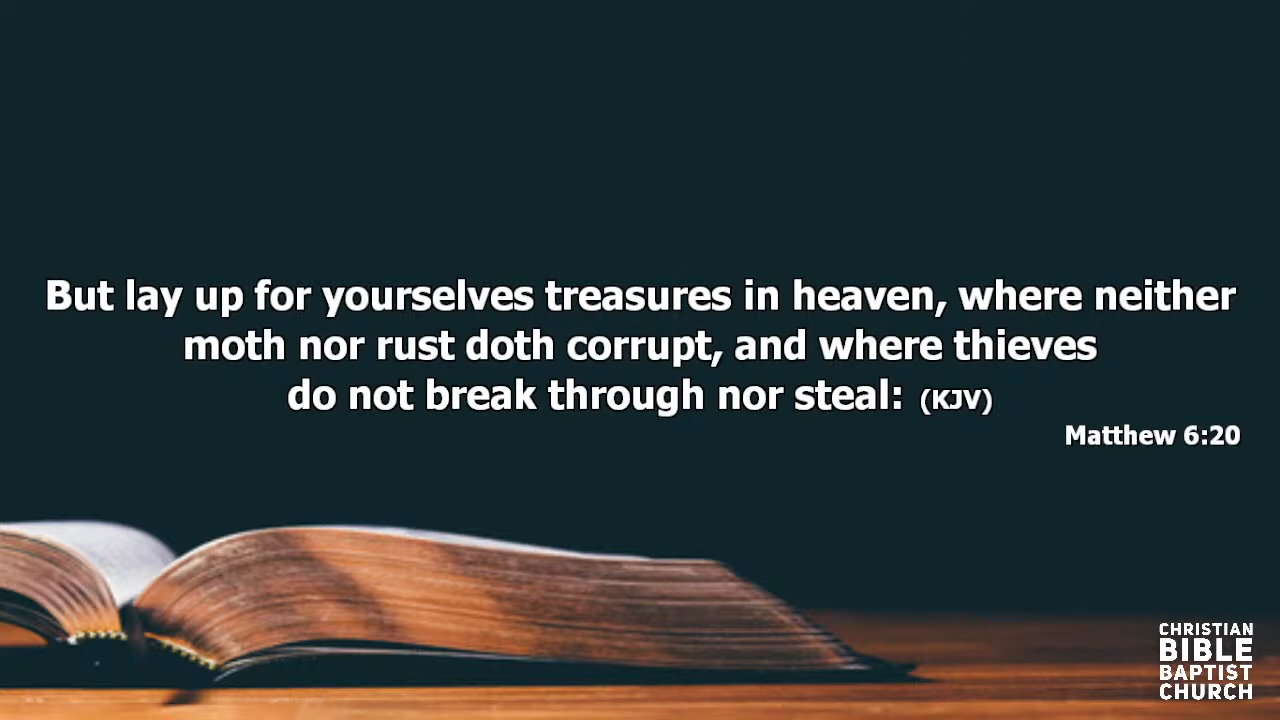 But lay up for yourselves treasures in heaven, where neither
moth nor rust doth corrupt, and where thieves
do not break through nor steal: (KJV)
Matthew 6:20
CHRISTIAN
BIBLE
BAPTIST
CHURCH